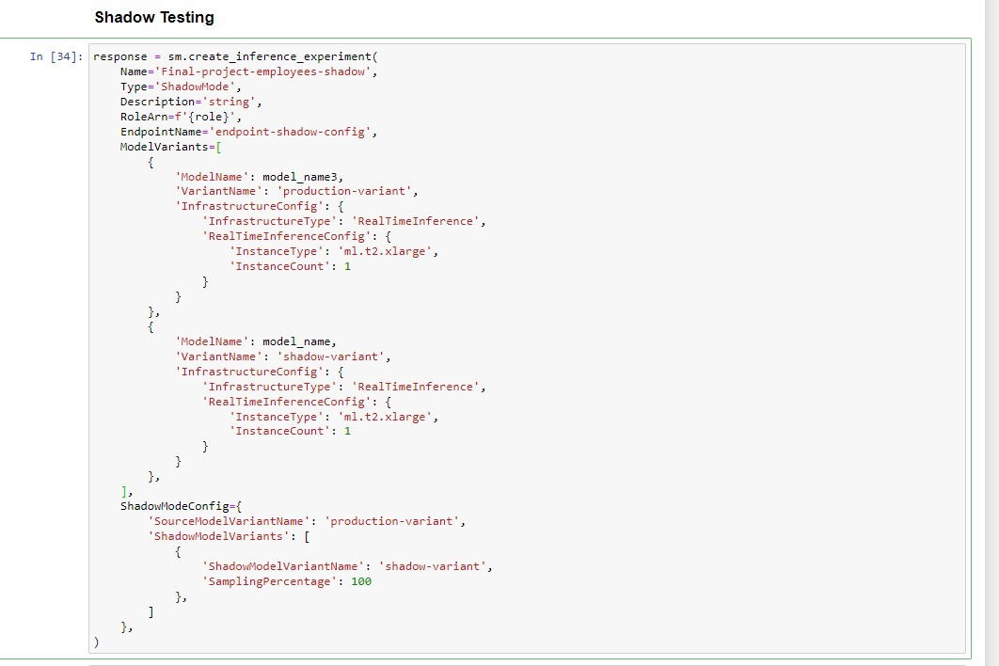 Shadow Testing
In [34]: response = sm.create_inference_experiment(
    Name='Final-project-employees-shadow',
    Type='ShadowMode',
    Description='string',
    RoleArn=f'{role}',
    EndpointName='endpoint-shadow-config',
    ModelVariants=[
        {
            'ModelName': model_name3,
            'VariantName': 'production-variant',
            'InfrastructureConfig': {
                'InfrastructureType': 'RealTimeInference',
                'RealTimeInferenceConfig': {
                    'InstanceType': 'ml.t2.xlarge',
                    'InstanceCount': 1
                }
            }
        },
        {
            'ModelName': model_name,
            'VariantName': 'shadow-variant',
            'InfrastructureConfig': {
                'InfrastructureType': 'RealTimeInference',
                'RealTimeInferenceConfig': {
                    'InstanceType': 'ml.t2.xlarge',
                    'InstanceCount': 1
                }
            }
        },
    ],
    ShadowModeConfig={
        'SourceModelVariantName': 'production-variant',
        'ShadowModelVariants': [
            {
                'ShadowModelVariantName': 'shadow-variant',
                'SamplingPercentage': 100
            },
        ]
    },
)